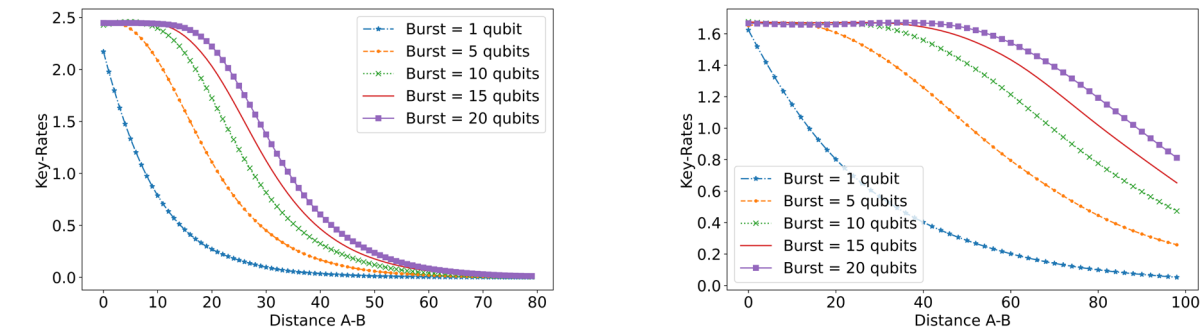 Key-Rates
2.5
2.0
1.5
1.0
0.5
0.0
Burst = 1 qubit
Burst = 5 qubits
Burst = 10 qubits
Burst = 15 qubits
Burst = 20 qubits
0 10 20 30 40 50 60 70 80
Distance A-B
Key-Rates
1.6
1.4
1.2
1.0
0.8
0.6
0.4
0.2
0.0
Burst = 1 qubit
Burst = 5 qubits
Burst = 10 qubits
Burst = 15 qubits
Burst = 20 qubits
0 20 40 60 80 100
Distance A-B